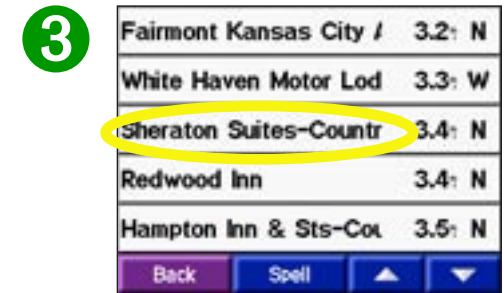 3
Fairmont Kansas City 3.2 N
White Haven Motor Lod 3.3 W
Sheraton Suites-Countr 3.4 N
Redwood Inn 3.4 N
Hampton Inn & Sts-Cou 3.5 N
Back Spell